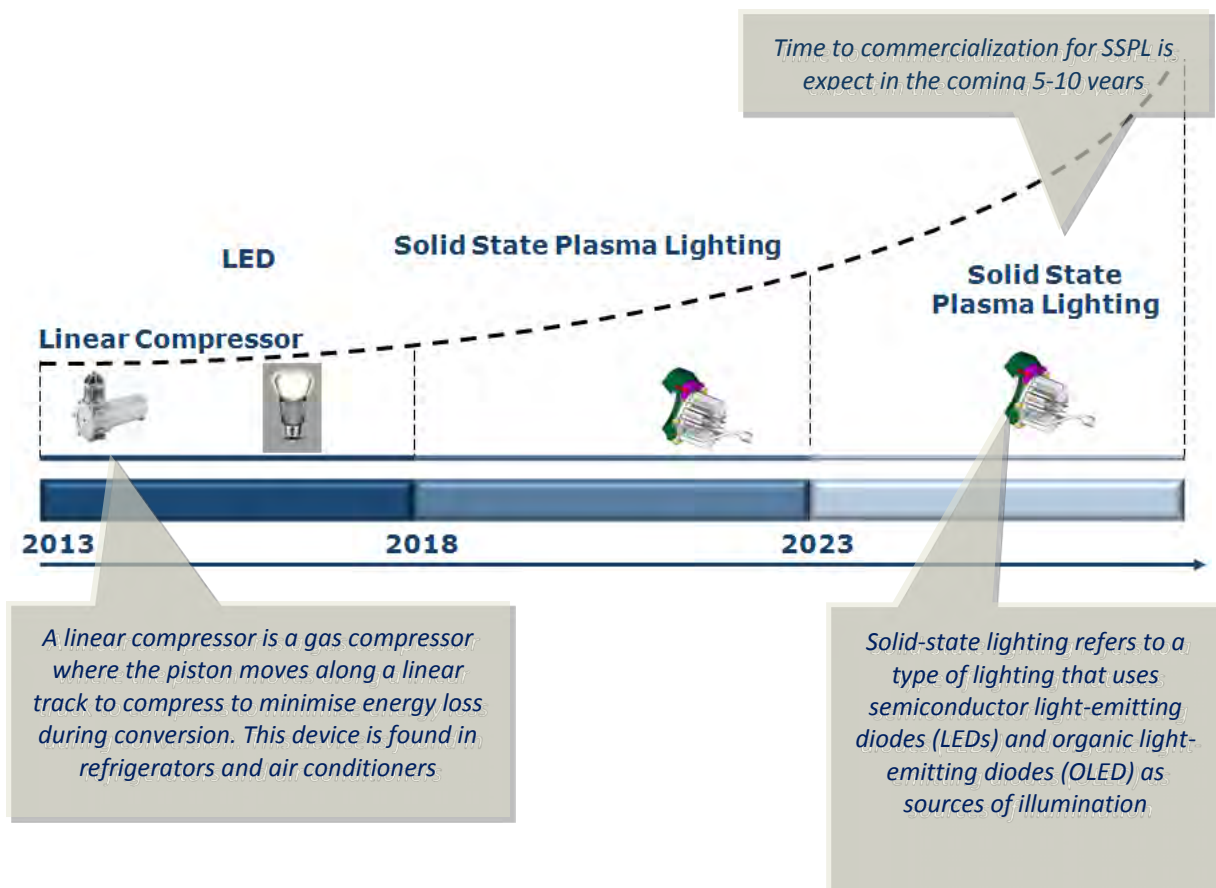 Time to commercialization for SSPL is
expect in the coming 5-10 years
LED
Solid State Plasma Lighting
Solid State
Plasma Lighting
Linear Compressor
2013
2018
2023
A linear compressor is a gas compressor
where the piston moves along a linear
track to compress to minimise energy loss
during conversion. This device is found in
refrigerators and air conditioners
Solid-state lighting refers to a
type of lighting that uses
semiconductor light-emitting
diodes (LEDs) and organic light-
emitting diodes (OLED) as
sources of illumination